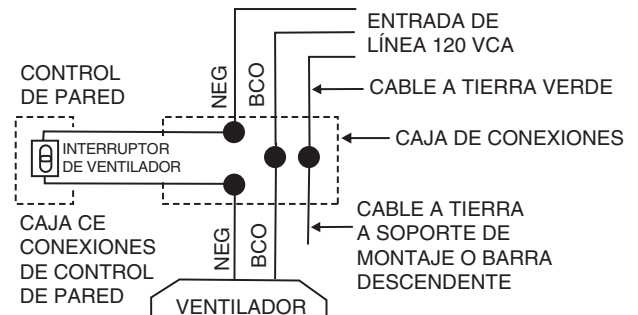 ENTRADA DE
LÍNEA 120 VCA
CONTROL
DE PARED
NEG
BCO
CABLE A TIERRA VERDE
CAJA DE CONEXIONES
INTERRUPTOR
DE VENTILADOR
CAJA CE
CONEXIONES
DE CONTROL
DE PARED
NEG
BCO
CABLE A TIERRA
A SOPORTE DE
MONTAJE O BARRA
DESCENDENTE
VENTILADOR